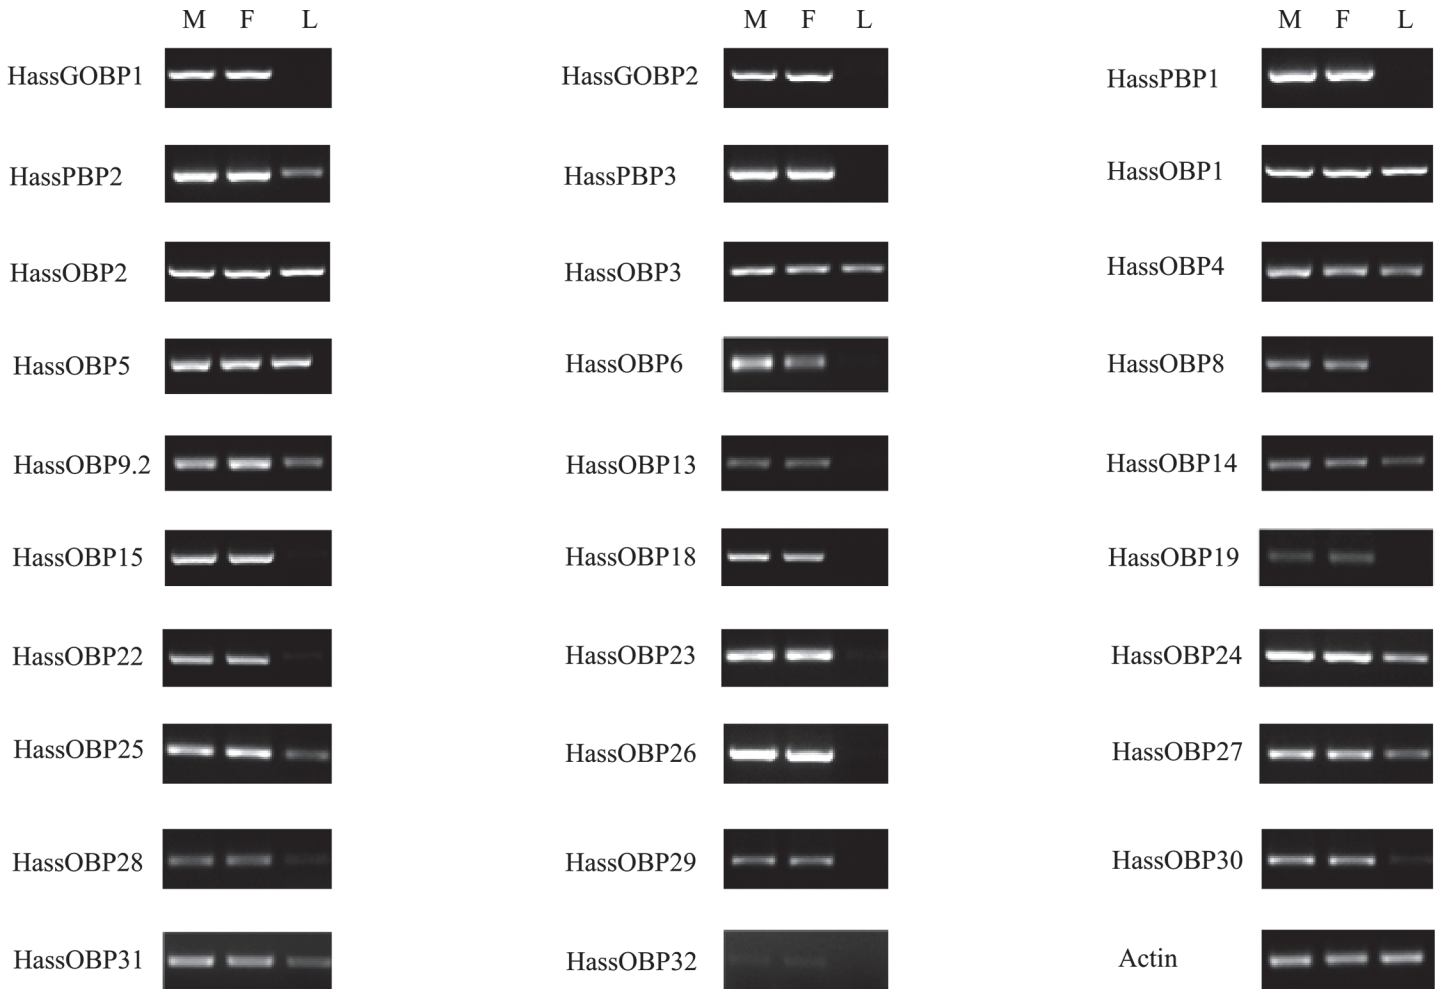 M F L M F L M F L
HassGOBP1 HassGOBP2 HassPBP1
HassPBP2 HassPBP3 HassOBP1
HassOBP2 HassOBP3 HassOBP4
HassOBP5 HassOBP6 HassOBP8
HassOBP9.2 HassOBP13 HassOBP14
HassOBP15 HassOBP18 HassOBP19
HassOBP22 HassOBP23 HassOBP24
HassOBP25 HassOBP26 HassOBP27
HassOBP28 HassOBP29 HassOBP30
HassOBP31 HassOBP32 Actin